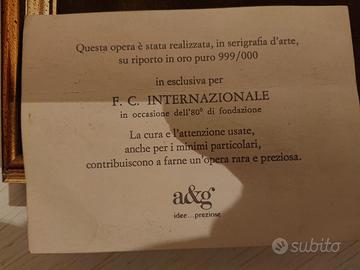 Questa opera è stata realizzata, in serigrafia d'arte,
su riporto in oro puro 999/000
in esclusiva per
F. C. INTERNAZIONALE
in occasione dell'80° di fondazione
La cura e l'attenzione usate,
anche per i minimi particolari,
contribuiscono a farne un'opera rara e preziosa.
a&g
idee...preziose
subito